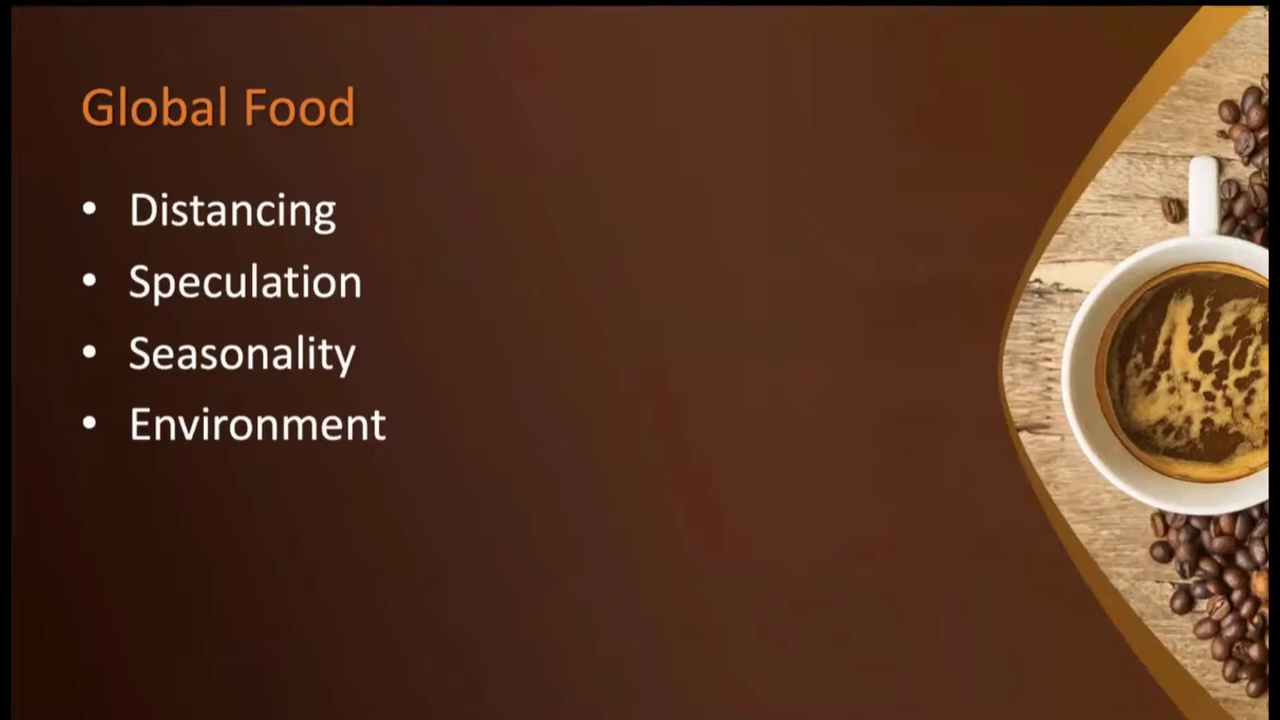 Global Food
• Distancing
• Speculation
• Seasonality
• Environment